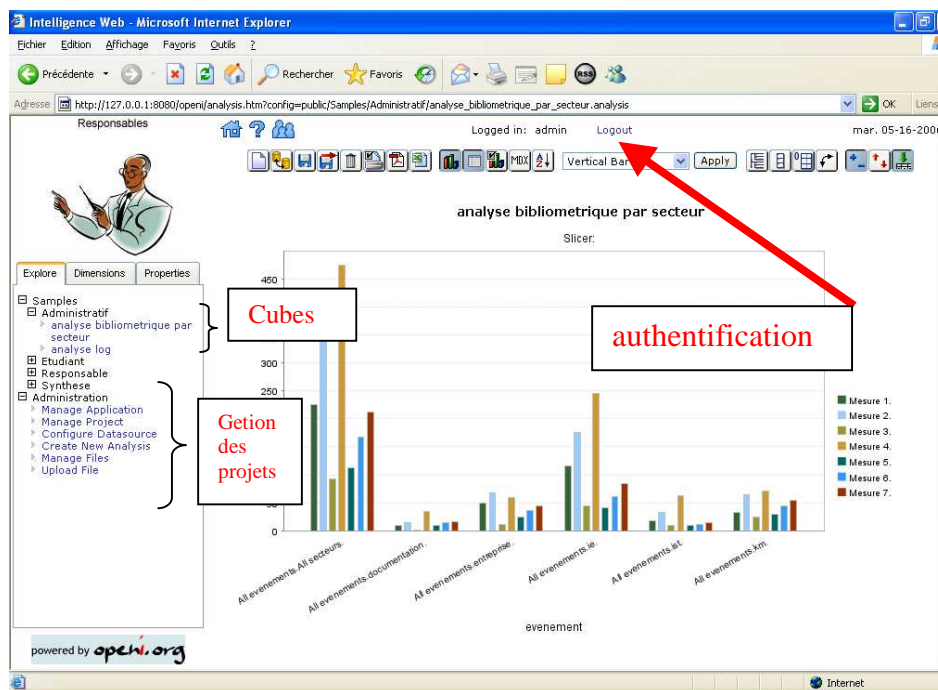 Intelligence Web - Microsoft Internet Explorer
Fichier Edition Affichage Favoris Outils ?
Précédente Rechercher Favoris RSS
Adresse http://127.0.0.1:8080/openi/analysis.htm?config=public/Samples/Administratif/analyse_bibliometrique_par_secteur.analysis OK Liens
Responsables
Logged in: admin Logout mar. 05-16-2006
MDX Vertical Bar Apply
analyse bibliometrique par secteur
Slicer:
Explore Dimensions Properties
Samples
Administratif
analyse bibliometrique par
secteur
analyse log
Etudiant
Responsable
Synthese
Administration
Manage Application
Manage Project
Configure Datasource
Create New Analysis
Manage Files
Upload File
Cubes
Getion
des
projets
authentification
450
300
250
50
0
Mesure 1.
Mesure 2.
Mesure 3.
Mesure 4.
Mesure 5.
Mesure 6.
Mesure 7.
All evenements.All secteurs.
All evenements.documentation.
All evenements.entreprise.
All evenements.ie.
All evenements.ist.
All evenements.km.
evenement
powered by openi.org
Internet